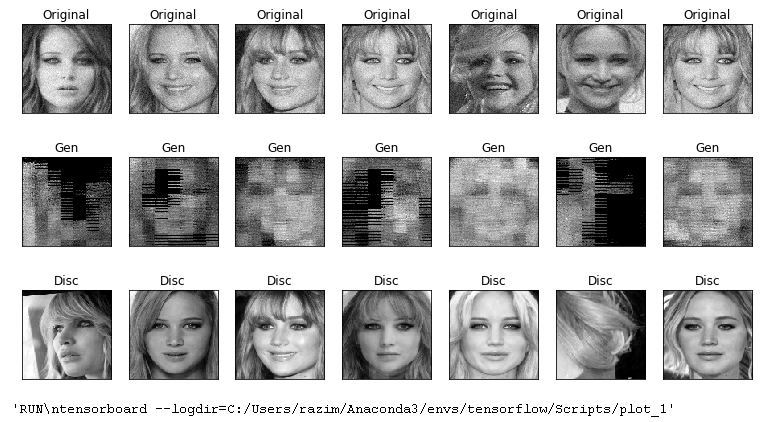 Original Original Original Original Original Original Original
Gen Gen Gen Gen Gen Gen Gen
Disc Disc Disc Disc Disc Disc Disc
'RUN\ntensorboard --logdir=C:/Users/razim/Anaconda3/envs/tensorflow/Scripts/plot_1'